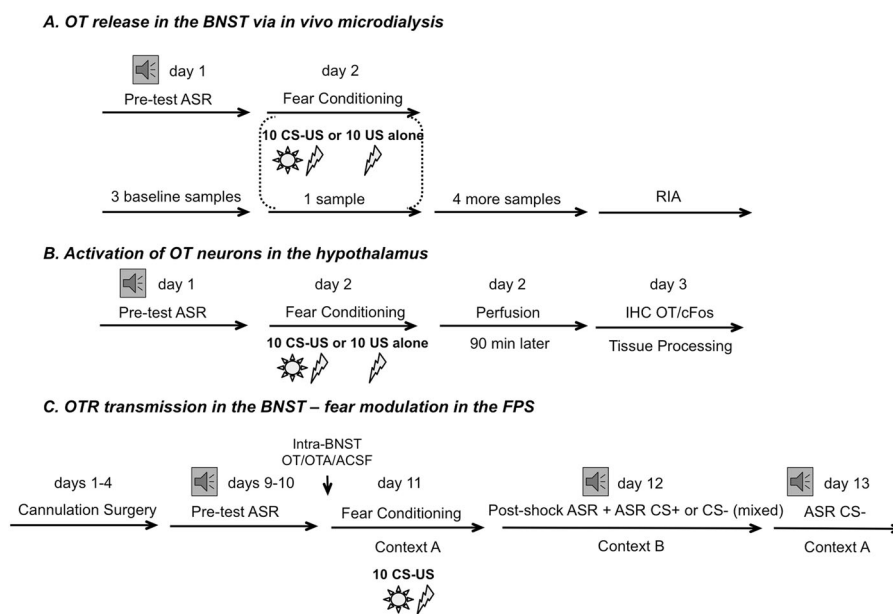 A. OT release in the BNST via in vivo microdialysis
day 1
day 2
Pre-test ASR
Fear Conditioning
10 CS-US or 10 US alone
3 baseline samples
1 sample
4 more samples
RIA
B. Activation of OT neurons in the hypothalamus
day 1
day 2
day 2
day 3
Pre-test ASR
Fear Conditioning
Perfusion
IHC OT/cFos
10 CS-US or 10 US alone
90 min later
Tissue Processing
C. OTR transmission in the BNST – fear modulation in the FPS
Intra-BNST
OT/OTA/ACSF
days 1-4
days 9-10
day 11
day 12
day 13
Cannulation Surgery
Pre-test ASR
Fear Conditioning
Post-shock ASR + ASR CS+ or CS- (mixed)
ASR CS-
Context A
Context B
Context A
10 CS-US